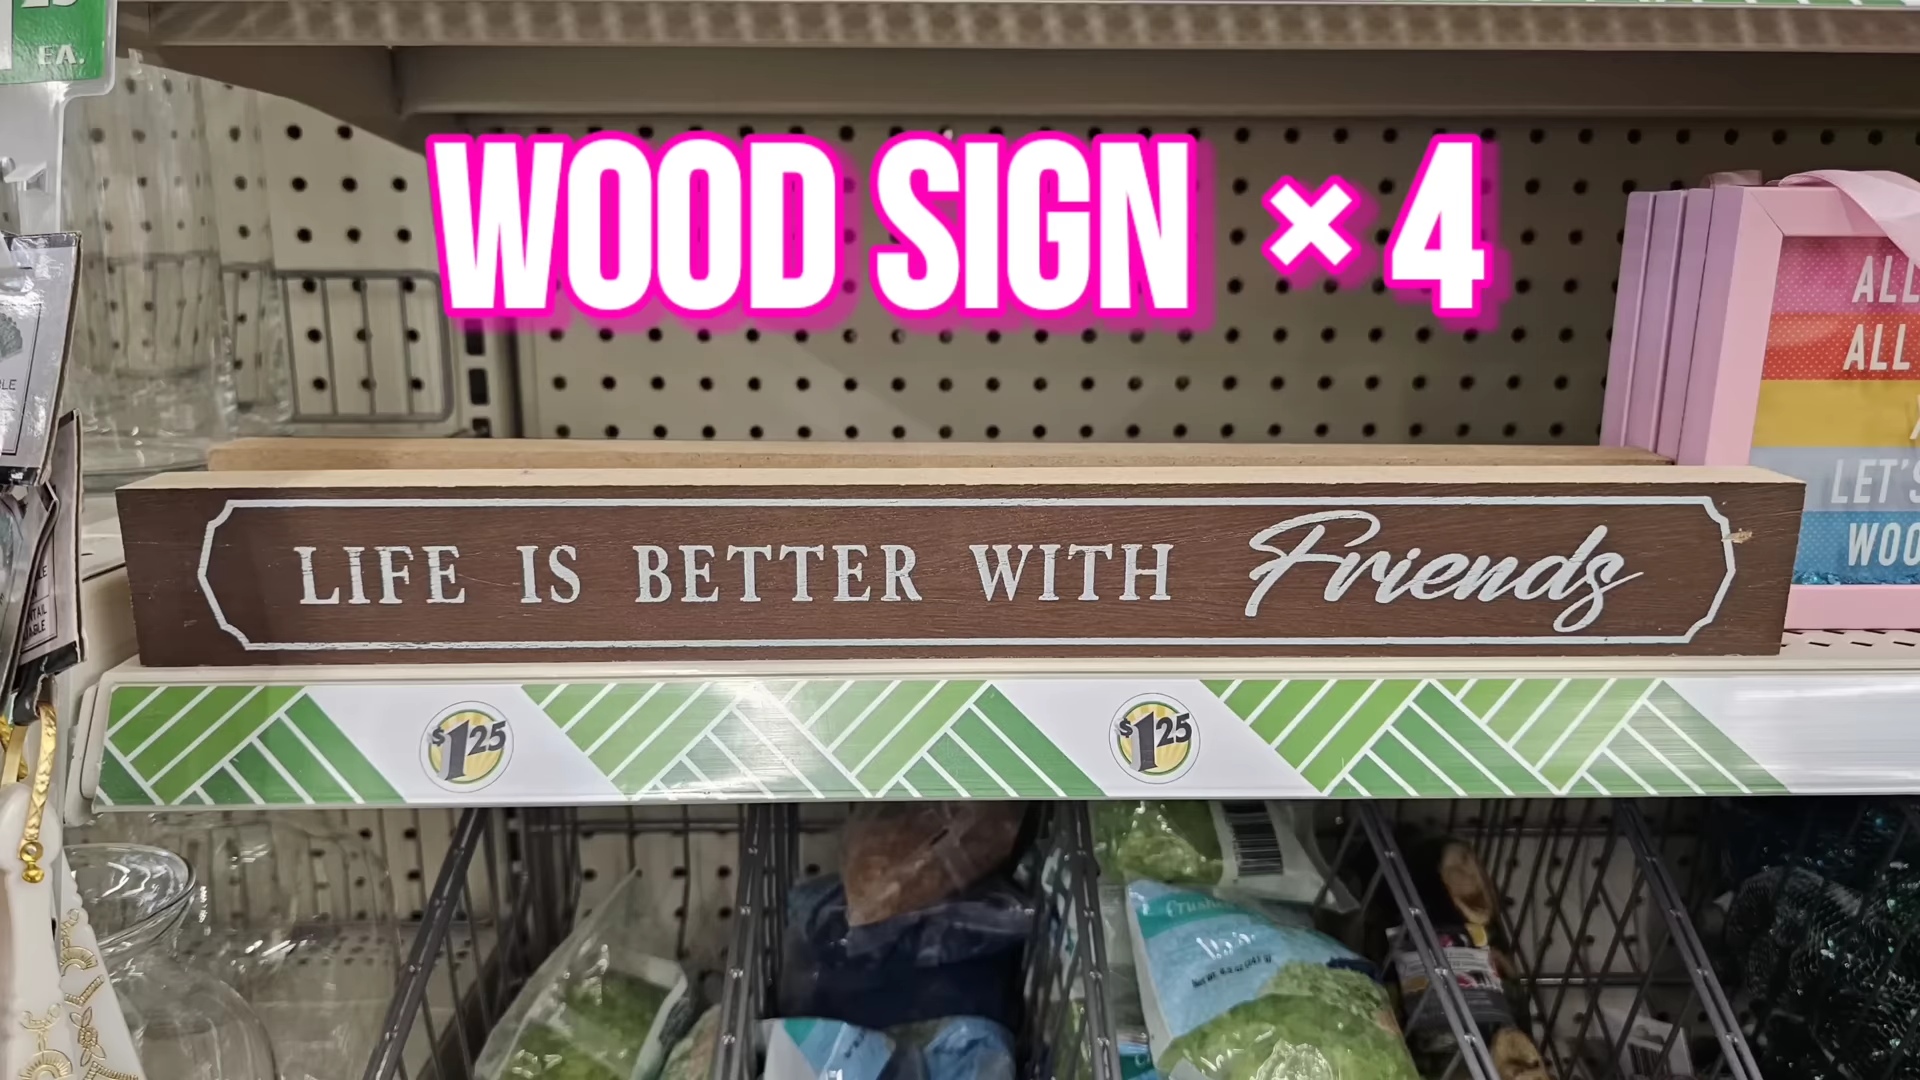 EA.
WOOD SIGN × 4
ALL
ALL
LET'S
WOO
LIFE IS BETTER WITH Friends
$1.25
$1.25